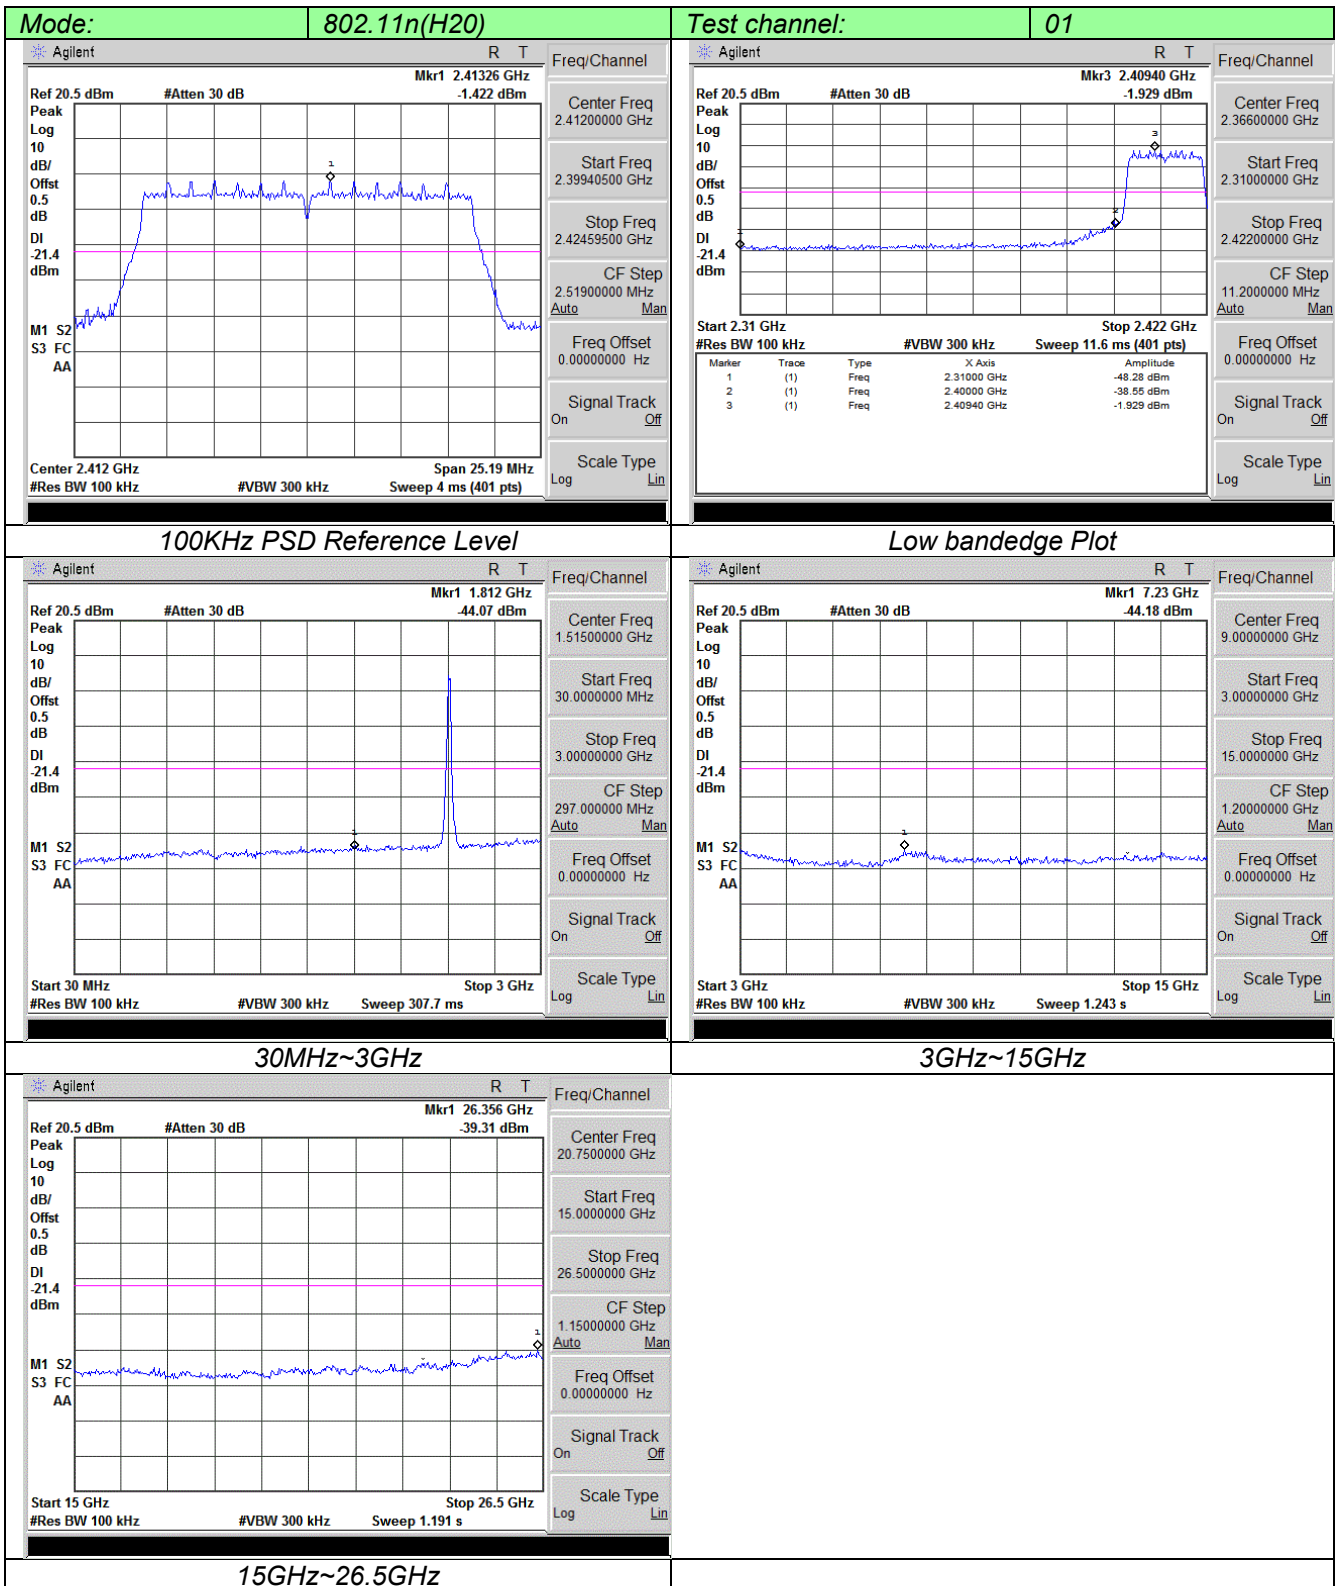 Mode: 802.11n(H20) Test channel: 01
Agilent R T
Mkr1 2.41326 GHz
Ref 20.5 dBm #Atten 30 dB -1.422 dBm
Peak
Log
10
dB/
Offst
0.5
dB
DI
-21.4
dBm
M1 S2
S3 FC
AA
1
Center 2.412 GHz Span 25.19 MHz
#Res BW 100 kHz #VBW 300 kHz Sweep 4 ms (401 pts)
Freq/Channel
Center Freq
2.41200000 GHz
Start Freq
2.39940500 GHz
Stop Freq
2.42459500 GHz
CF Step
2.51900000 MHz
Auto Man
Freq Offset
0.00000000 Hz
Signal Track
On Off
Scale Type
Log Lin
100KHz PSD Reference Level
Agilent R T
Mkr3 2.40940 GHz
Ref 20.5 dBm #Atten 30 dB -1.929 dBm
Peak
Log
10
dB/
Offst
0.5
dB
DI
-21.4
dBm
1
2
3
Start 2.31 GHz Stop 2.422 GHz
#Res BW 100 kHz #VBW 300 kHz Sweep 11.6 ms (401 pts)
Marker Trace Type X Axis Amplitude
1 (1) Freq 2.31000 GHz -48.28 dBm
2 (1) Freq 2.40000 GHz -38.55 dBm
3 (1) Freq 2.40940 GHz -1.929 dBm
Freq/Channel
Center Freq
2.36600000 GHz
Start Freq
2.31000000 GHz
Stop Freq
2.42200000 GHz
CF Step
11.2000000 MHz
Auto Man
Freq Offset
0.00000000 Hz
Signal Track
On Off
Scale Type
Log Lin
Low bandedge Plot
Agilent R T
Mkr1 1.812 GHz
Ref 20.5 dBm #Atten 30 dB -44.07 dBm
Peak
Log
10
dB/
Offst
0.5
dB
DI
-21.4
dBm
M1 S2
S3 FC
AA
1
Start 30 MHz Stop 3 GHz
#Res BW 100 kHz #VBW 300 kHz Sweep 307.7 ms
Freq/Channel
Center Freq
1.51500000 GHz
Start Freq
30.0000000 MHz
Stop Freq
3.00000000 GHz
CF Step
297.000000 MHz
Auto Man
Freq Offset
0.00000000 Hz
Signal Track
On Off
Scale Type
Log Lin
30MHz~3GHz
Agilent R T
Mkr1 7.23 GHz
Ref 20.5 dBm #Atten 30 dB -44.18 dBm
Peak
Log
10
dB/
Offst
0.5
dB
DI
-21.4
dBm
M1 S2
S3 FC
AA
1
Start 3 GHz Stop 15 GHz
#Res BW 100 kHz #VBW 300 kHz Sweep 1.243 s
Freq/Channel
Center Freq
9.00000000 GHz
Start Freq
3.00000000 GHz
Stop Freq
15.0000000 GHz
CF Step
1.20000000 GHz
Auto Man
Freq Offset
0.00000000 Hz
Signal Track
On Off
Scale Type
Log Lin
3GHz~15GHz
Agilent R T
Mkr1 26.356 GHz
Ref 20.5 dBm #Atten 30 dB -39.31 dBm
Peak
Log
10
dB/
Offst
0.5
dB
DI
-21.4
dBm
M1 S2
S3 FC
AA
1
Start 15 GHz Stop 26.5 GHz
#Res BW 100 kHz #VBW 300 kHz Sweep 1.191 s
Freq/Channel
Center Freq
20.7500000 GHz
Start Freq
15.0000000 GHz
Stop Freq
26.5000000 GHz
CF Step
1.15000000 GHz
Auto Man
Freq Offset
0.00000000 Hz
Signal Track
On Off
Scale Type
Log Lin
15GHz~26.5GHz